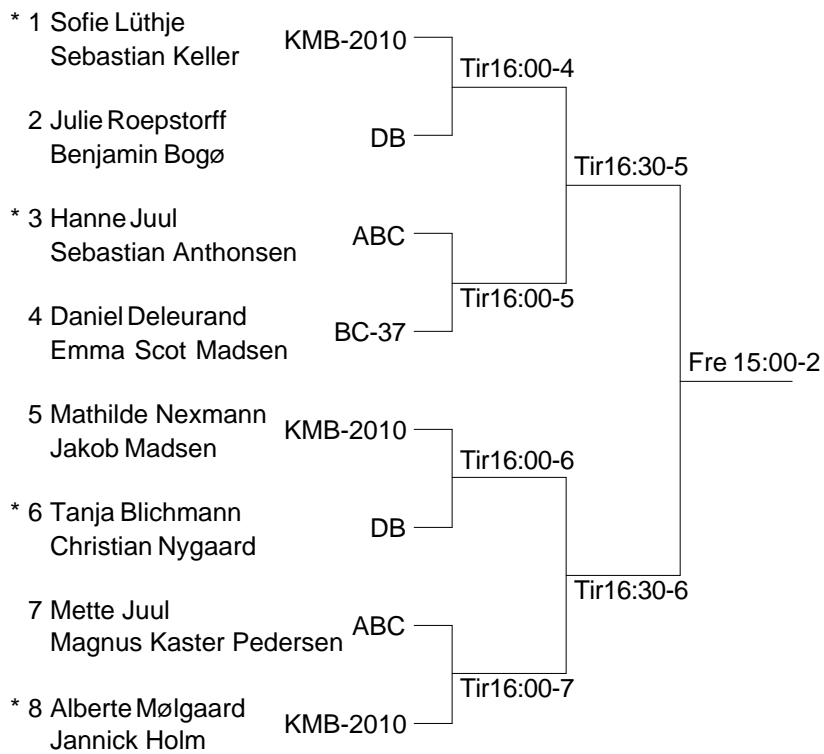 * 1 Sofie Lüthje
Sebastian Keller
KMB-2010
Tir16:00-4
2 Julie Roepstorff
Benjamin Bogø
DB
Tir16:30-5
* 3 Hanne Juul
Sebastian Anthonsen
ABC
Tir16:00-5
4 Daniel Deleurand
Emma Scot Madsen
BC-37
Fre 15:00-2
5 Mathilde Nexmann
Jakob Madsen
KMB-2010
Tir16:00-6
* 6 Tanja Blichmann
Christian Nygaard
DB
Tir16:30-6
7 Mette Juul
Magnus Kaster Pedersen
ABC
Tir16:00-7
* 8 Alberte Mølgaard
Jannick Holm
KMB-2010